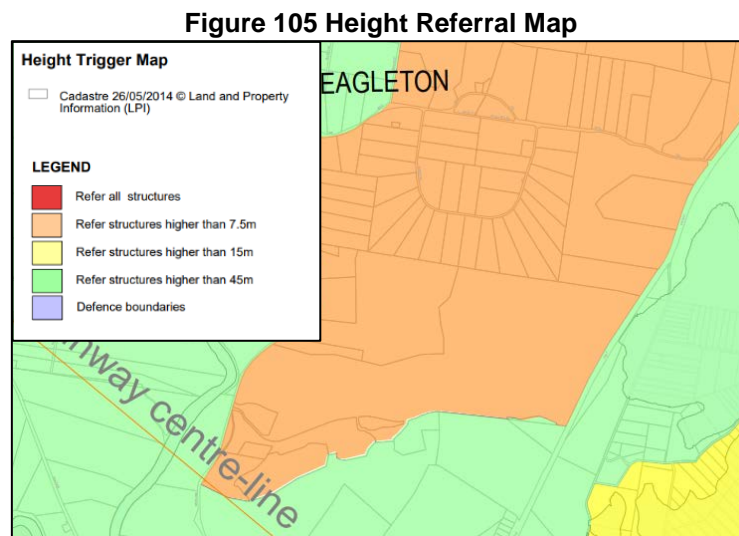 Figure 105 Height Referral Map
Height Trigger Map
Cadastre 26/05/2014 © Land and Property
Information (LPI)
LEGEND
Refer all structures
Refer structures higher than 7.5m
Refer structures higher than 15m
Refer structures higher than 45m
Defence boundaries
EAGLETON
nway centre-line